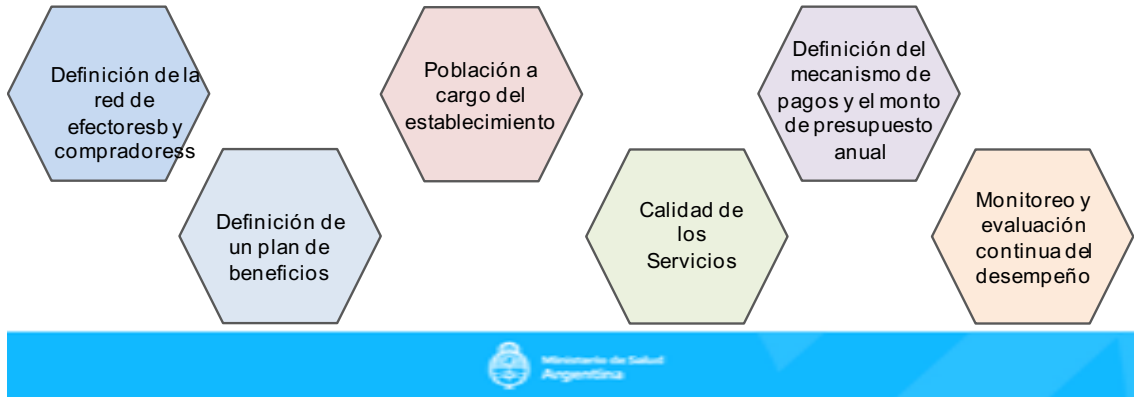 Definición de la
red de
efectoresb y
compradoress
Definición de
un plan de
beneficios
Población a
cargo del
establecimiento
Calidad de
los
Servicios
Definición del
mecanismo de
pagos y el monto
de presupuesto
anual
Monitoreo y
evaluación
continua del
desempeño
Ministerio de Salud
Argentina